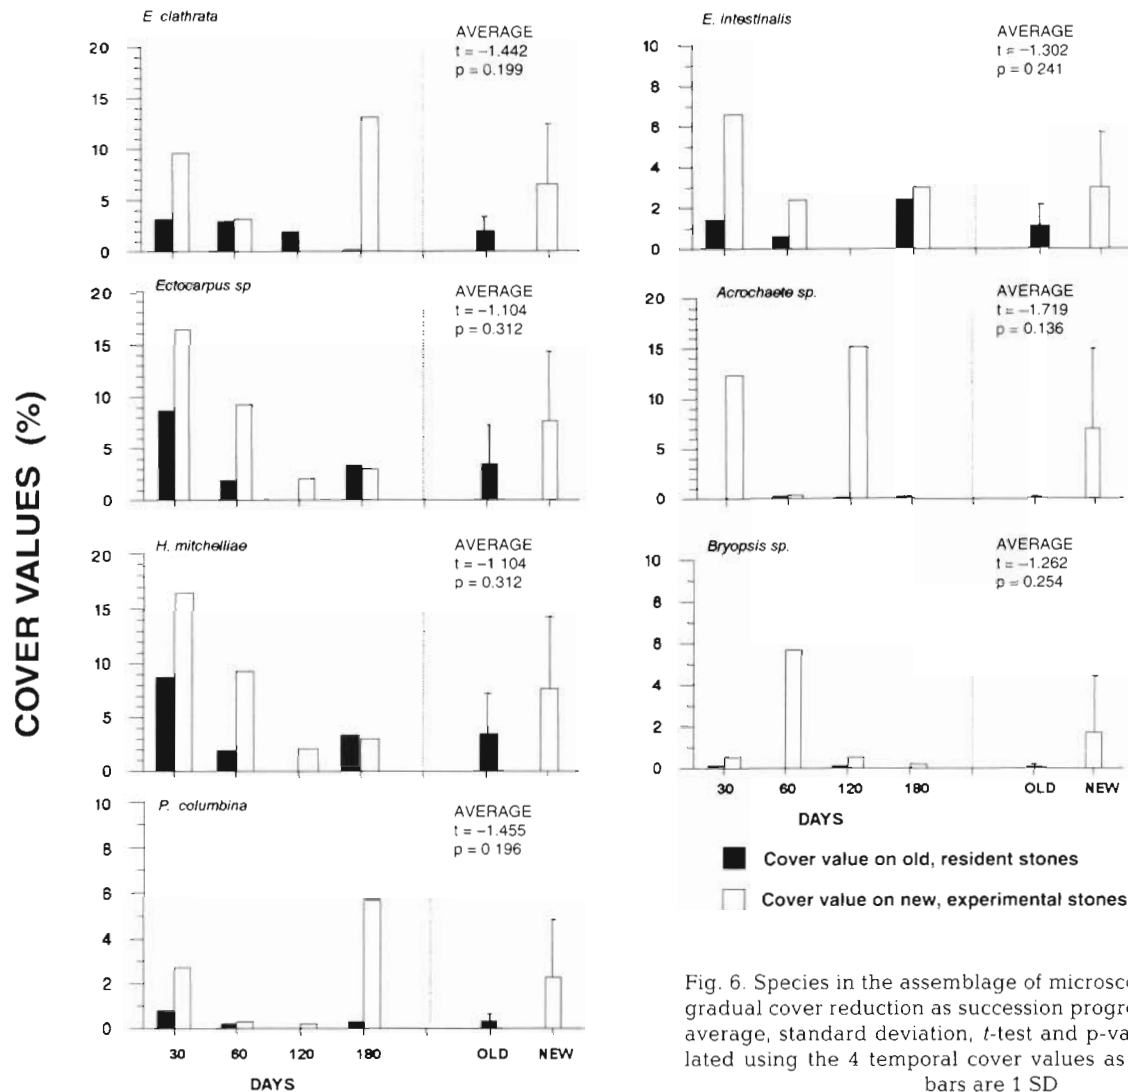 COVER VALUES (%)
E clathrata
AVERAGE
t = −1.442
p = 0.199
20
15
10
5
0
Ectocarpus sp
AVERAGE
t = −1.104
p = 0.312
20
15
10
5
0
H. mitchelliae
AVERAGE
t = −1 104
p = 0.312
20
15
10
5
0
P. columbina
AVERAGE
t = −1.455
p = 0 196
10
8
6
4
2
0
30 60 120 180 OLD NEW
DAYS
E. intestinalis
AVERAGE
t = −1.302
p = 0 241
10
8
6
4
2
0
Acrochaete sp.
AVERAGE
t = −1.719
p = 0.136
20
15
10
5
0
Bryopsis sp.
AVERAGE
t = −1.262
p = 0.254
10
8
6
4
2
0
30 60 120 180 OLD NEW
DAYS
Cover value on old, resident stones
Cover value on new, experimental stones
Fig. 6. Species in the assemblage of microsc
gradual cover reduction as succession progre
average, standard deviation, t-test and p-va
lated using the 4 temporal cover values as
bars are 1 SD